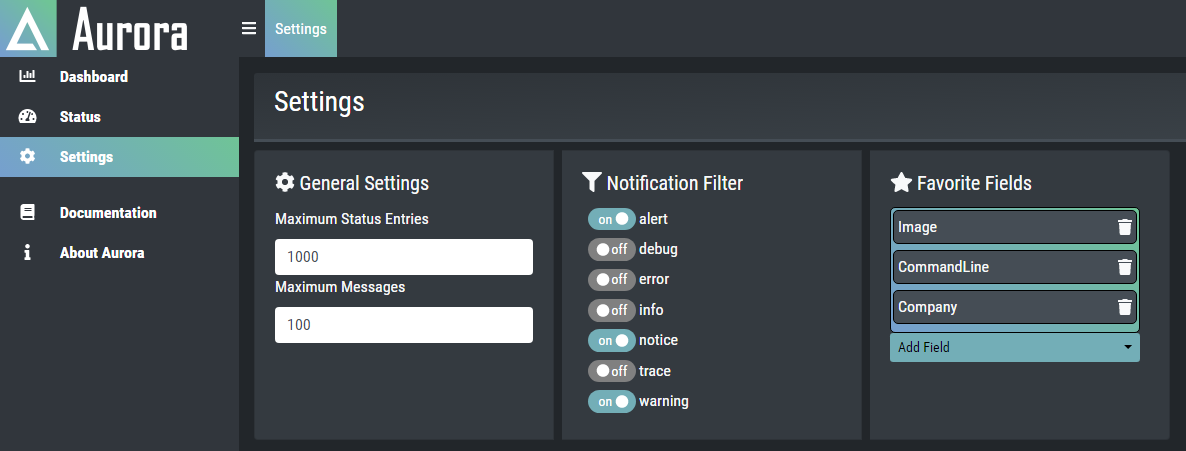 Aurora
Settings
Dashboard
Status
Settings
Documentation
About Aurora
Settings
General Settings
Maximum Status Entries
1000
Maximum Messages
100
Notification Filter
on alert
off debug
off error
off info
on notice
off trace
on warning
Favorite Fields
Image
CommandLine
Company
Add Field